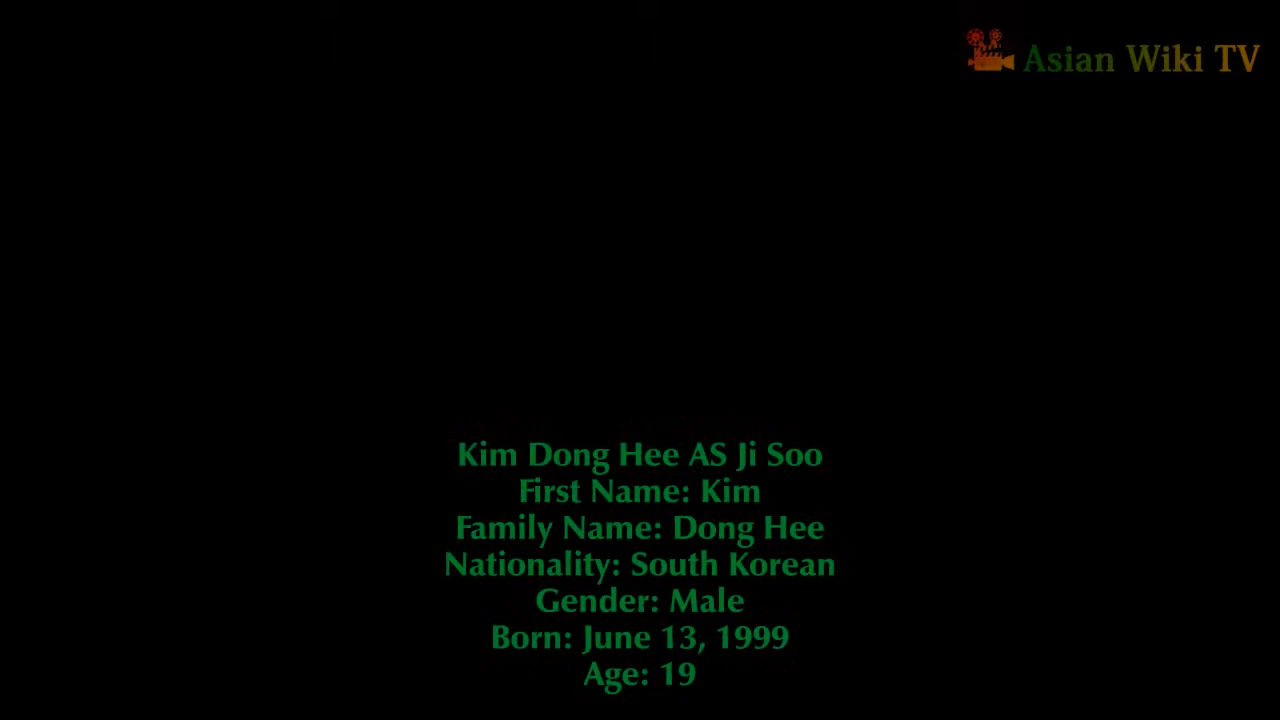 Asian Wiki TV
Kim Dong Hee AS Ji Soo
First Name: Kim
Family Name: Dong Hee
Nationality: South Korean
Gender: Male
Born: June 13, 1999
Age: 19